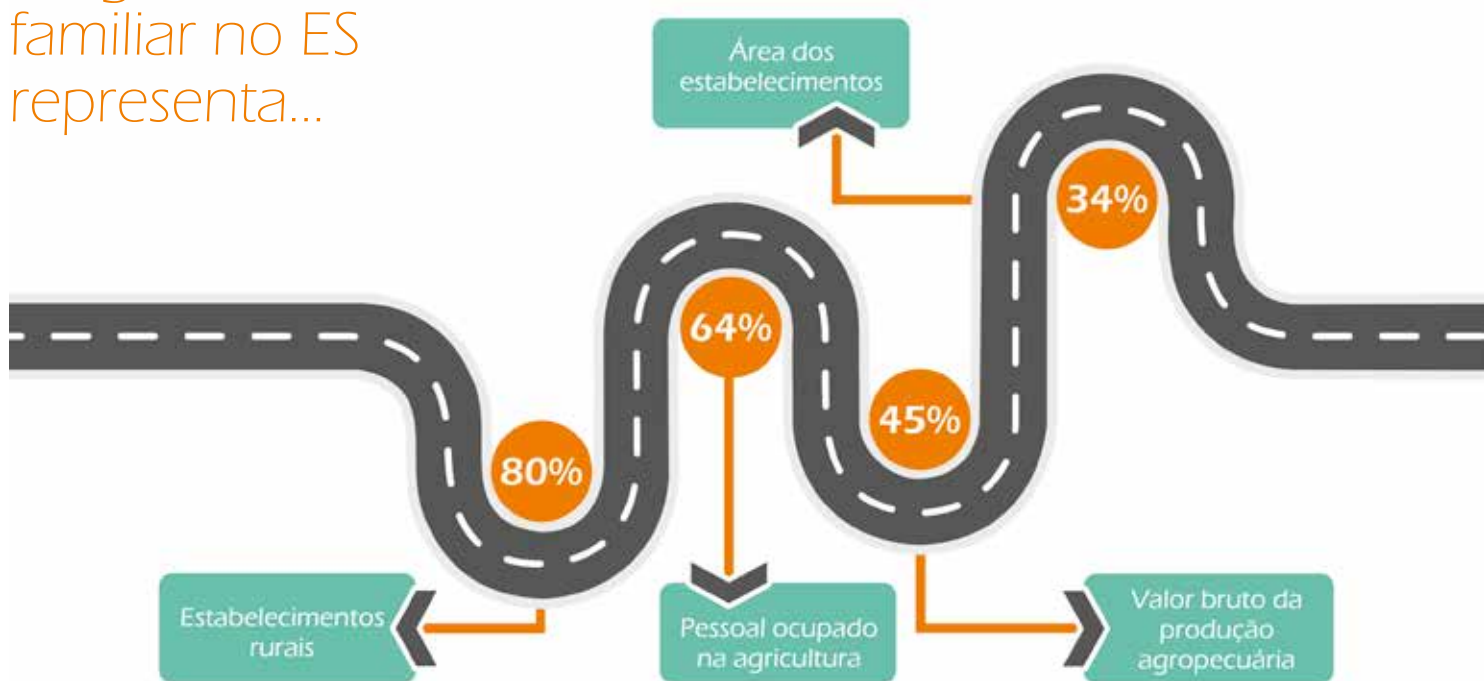 familiar no ES
representa...
Área dos
estabelecimentos
34%
64%
45%
80%
Estabelecimentos
rurais
Pessoal ocupado
na agricultura
Valor bruto da
produção
agropecuária